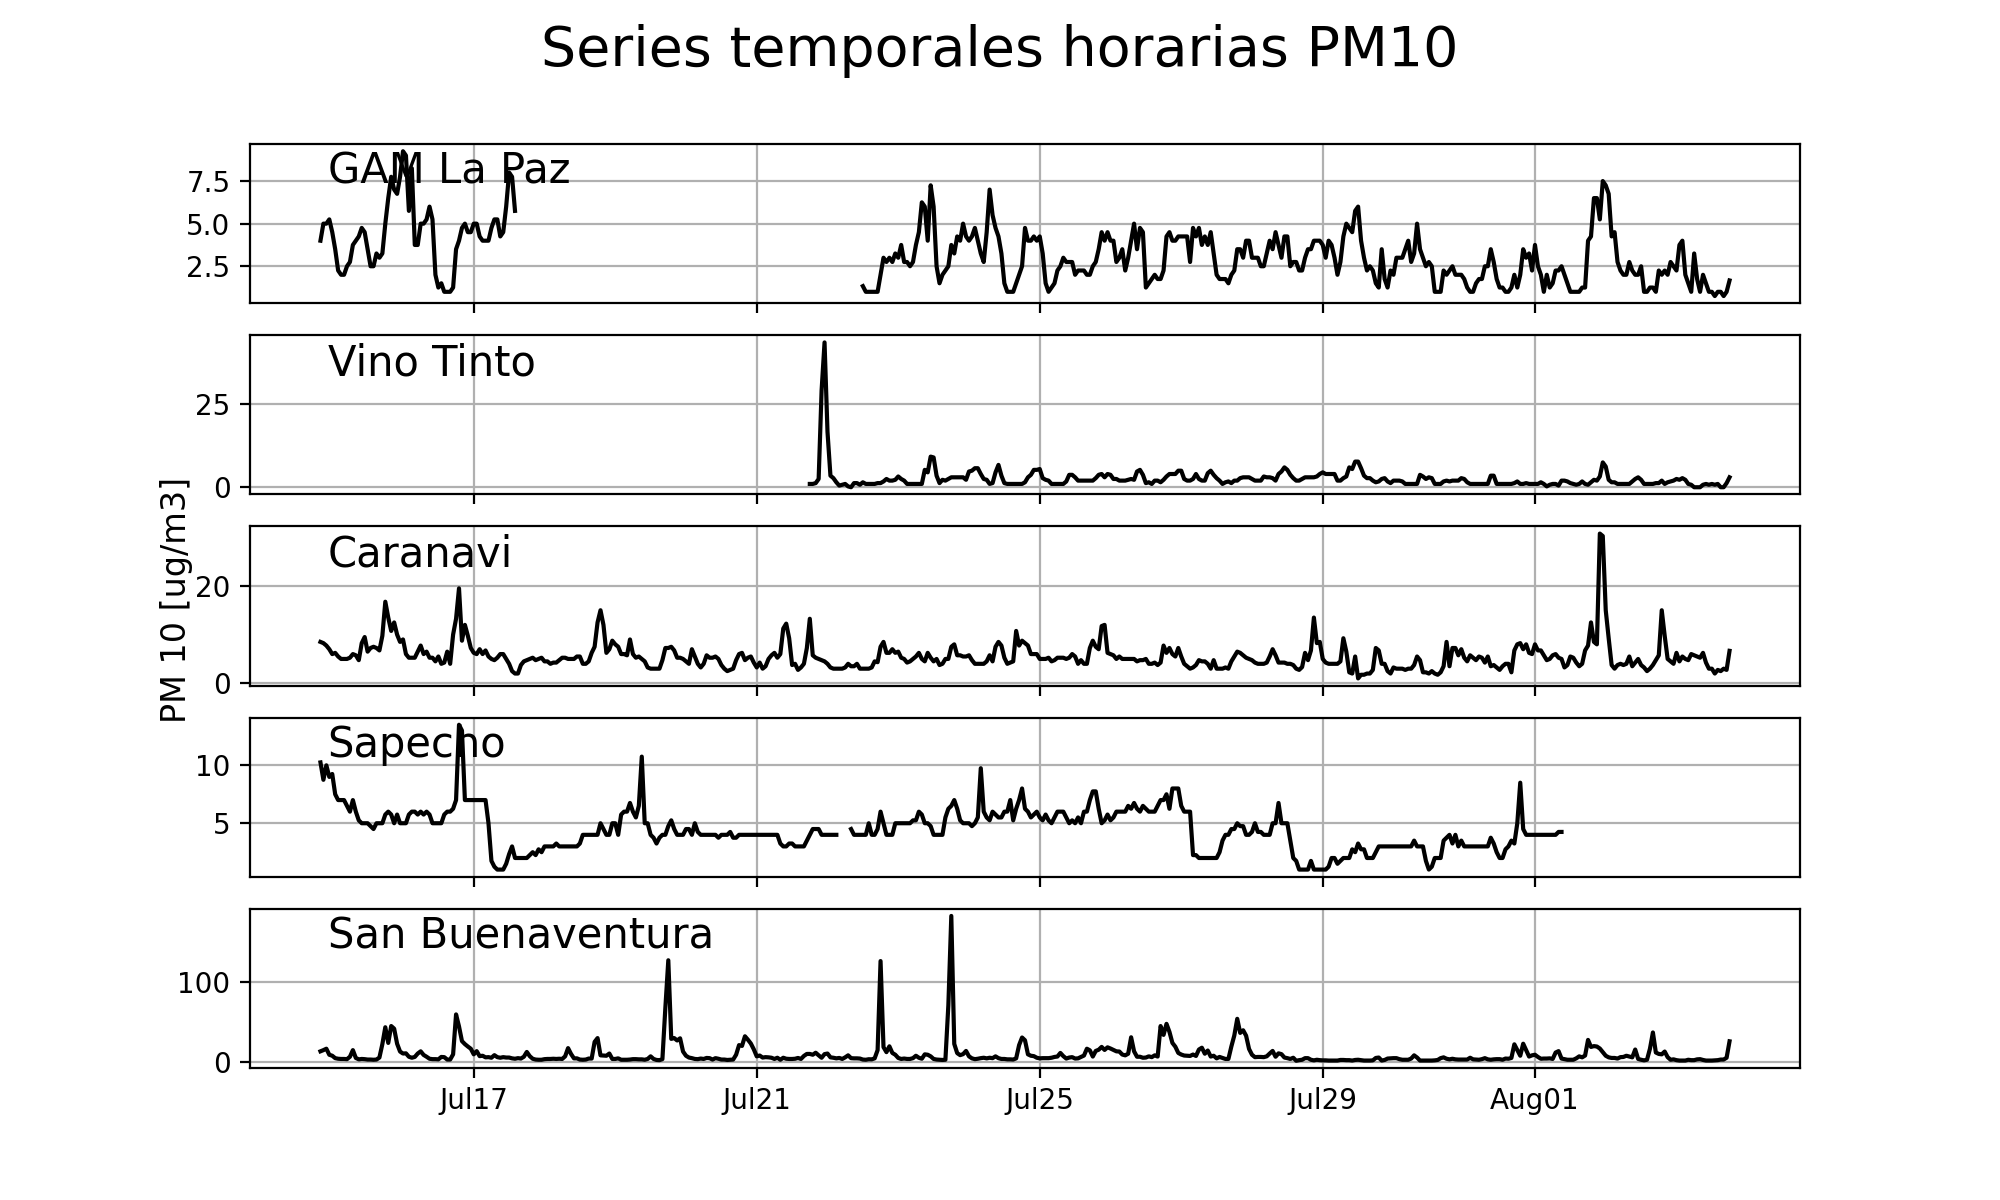 Series temporales horarias PM10
GAM La Paz
7.5
5.0
2.5
Vino Tinto
25
0
PM 10 [ug/m3]
Caranavi
20
0
Sapecho
10
5
San Buenaventura
100
0
Jul17 Jul21 Jul25 Jul29 Aug01